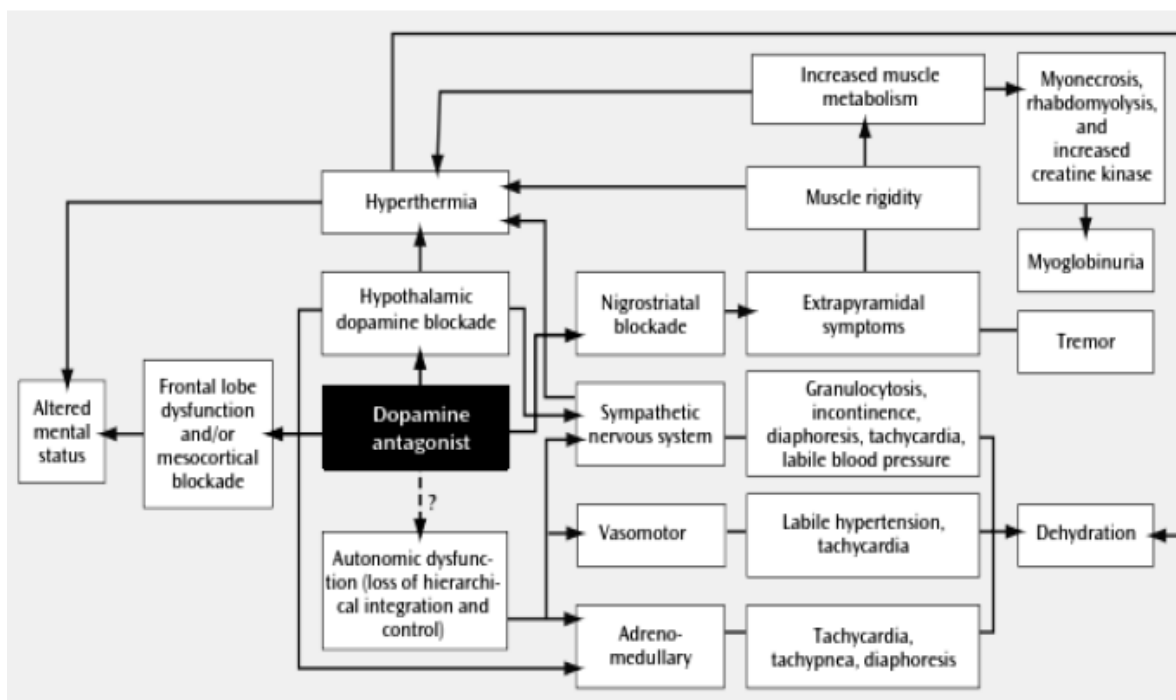 Increased muscle
metabolism
Myonecrosis,
rhabdomyolysis,
and
increased
creatine kinase
Hyperthermia
Muscle rigidity
Myoglobinuria
Hypothalamic
dopamine blockade
Nigrostriatal
blockade
Extrapyramidal
symptoms
Tremor
Altered
mental
status
Frontal lobe
dysfunction
and/or
mesocortical
blockade
Dopamine
antagonist
Sympathetic
nervous system
Granulocytosis,
incontinence,
diaphoresis, tachycardia,
labile blood pressure
?
Autonomic dysfunc-
tion (loss of hierarchi-
cal integration and
control)
Vasomotor
Labile hypertension,
tachycardia
Dehydration
Adreno-
medullary
Tachycardia,
tachypnea, diaphoresis